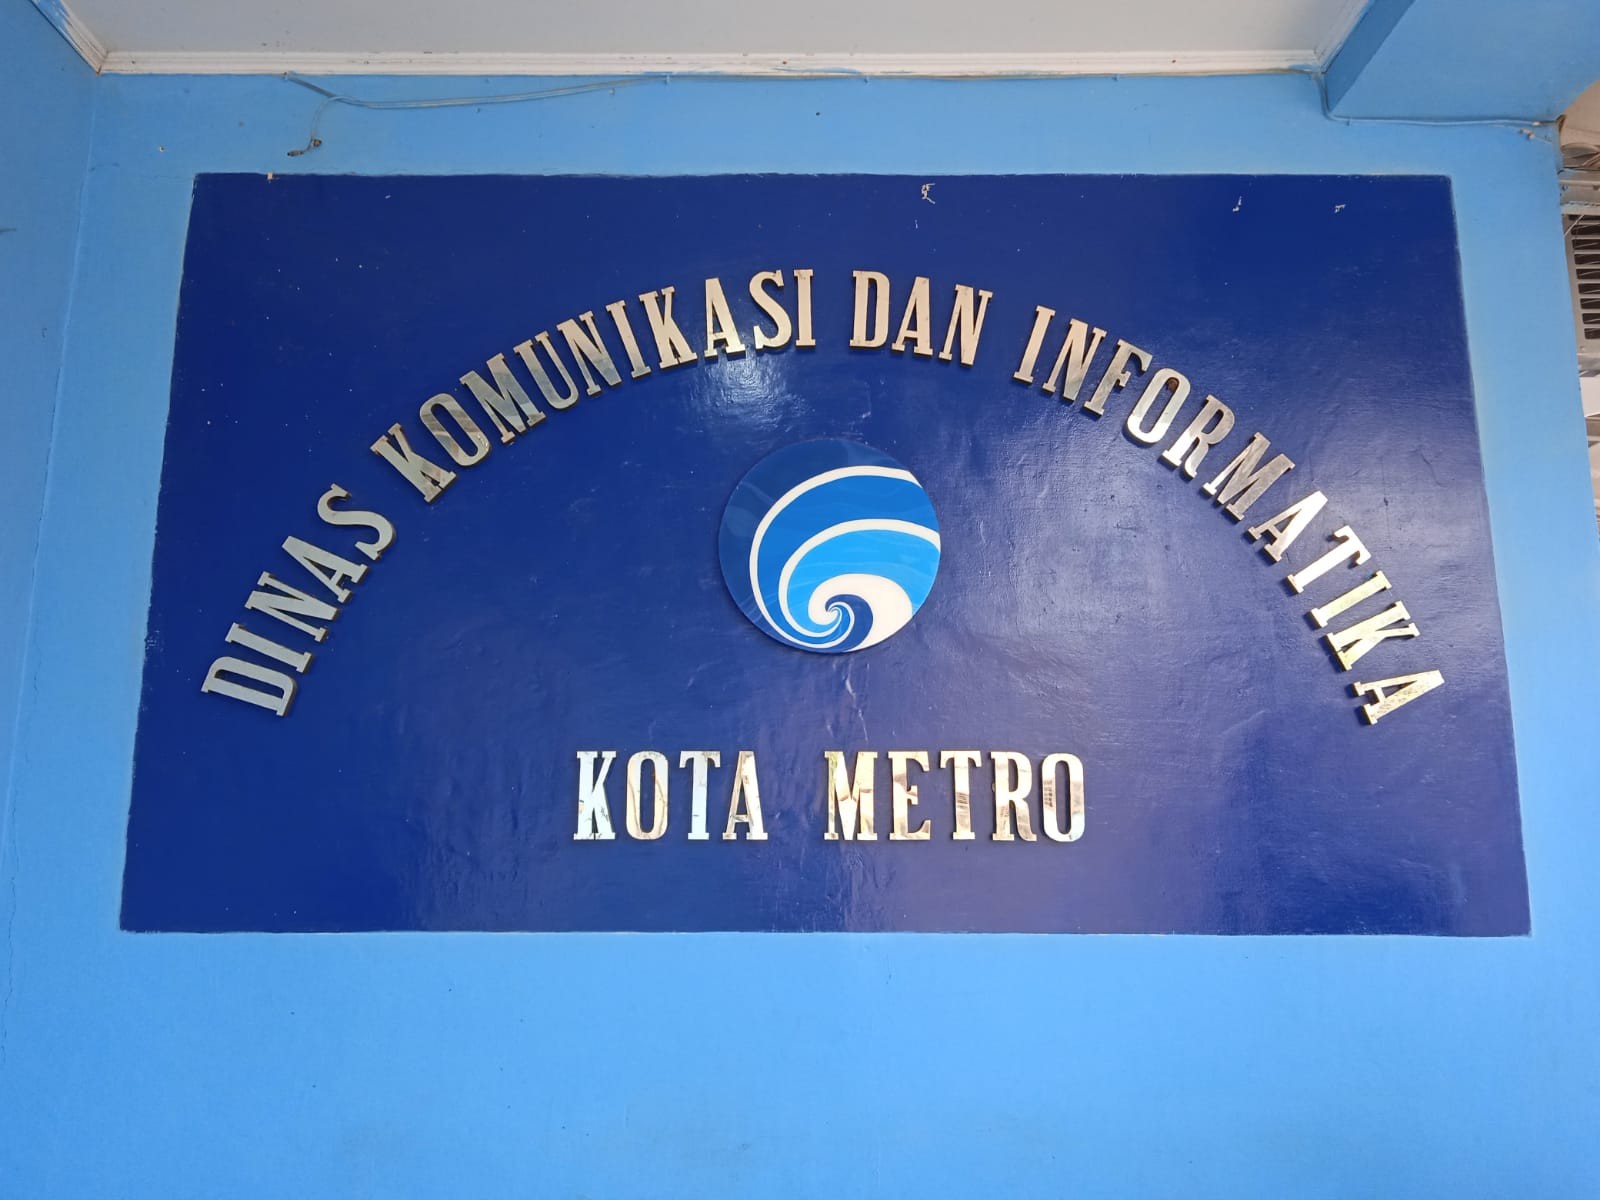 DINAS KOMUNIKASI DAN INFORMATIKA
KOTA METRO